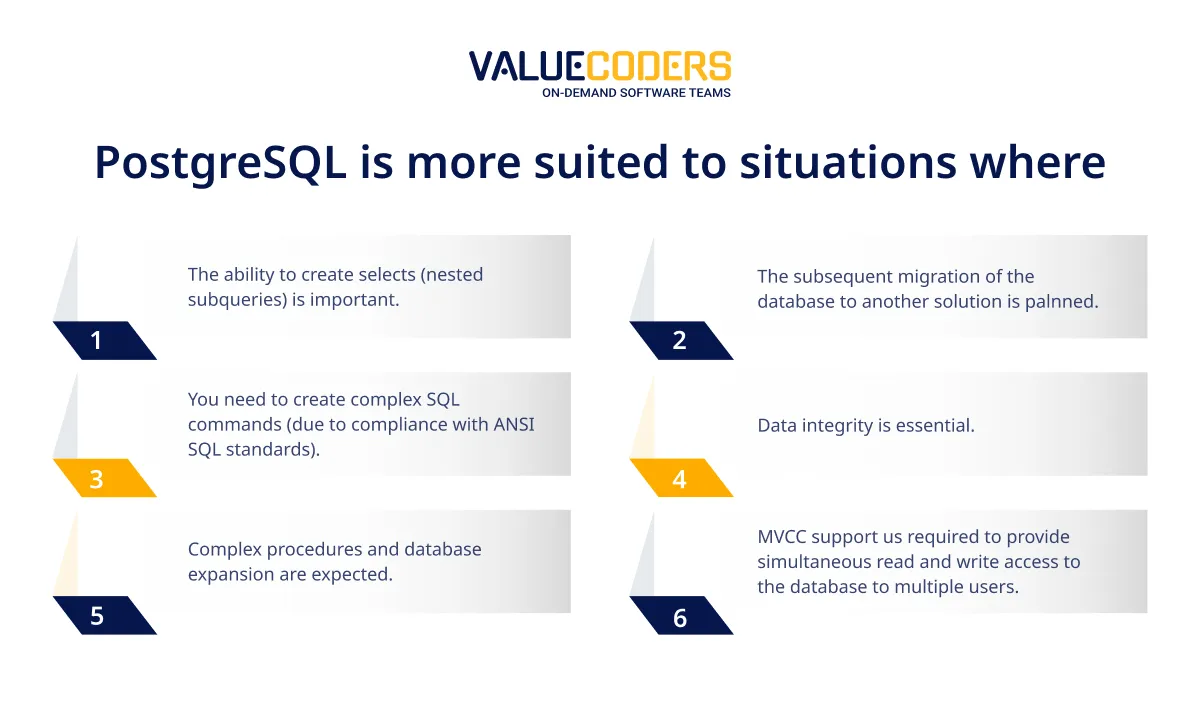 VALUECODERS
ON-DEMAND SOFTWARE TEAMS
PostgreSQL is more suited to situations where
The ability to create selects (nested
subqueries) is important.
1
The subsequent migration of the
database to another solution is palnned.
2
You need to create complex SQL
commands (due to compliance with ANSI
SQL standards).
3
Data integrity is essential.
4
Complex procedures and database
expansion are expected.
5
MVCC support us required to provide
simultaneous read and write access to
the database to multiple users.
6